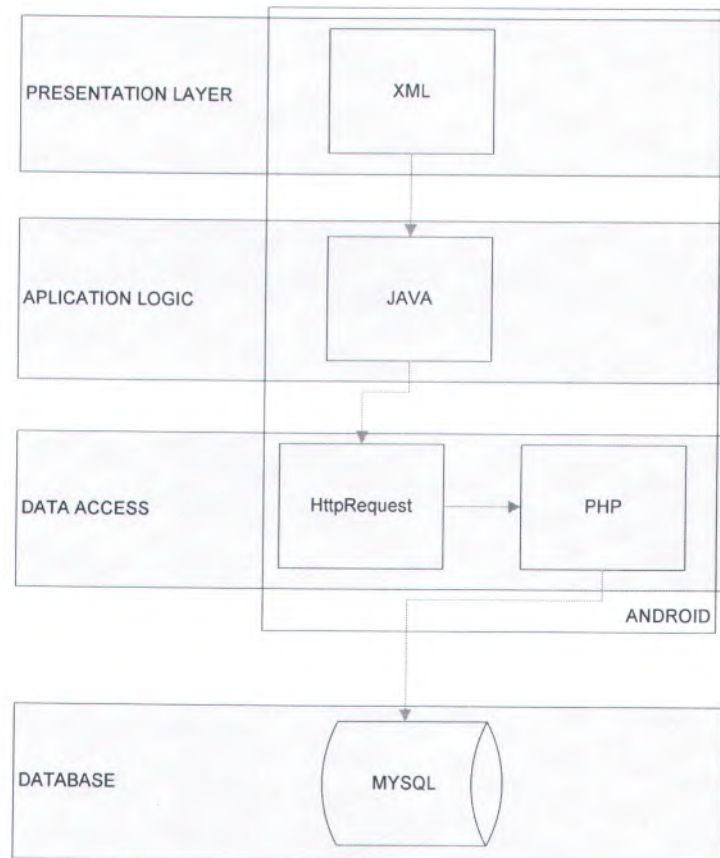 PRESENTATION LAYER
XML
APLICATION LOGIC
JAVA
DATA ACCESS
HttpRequest
PHP
ANDROID
DATABASE
MYSQL